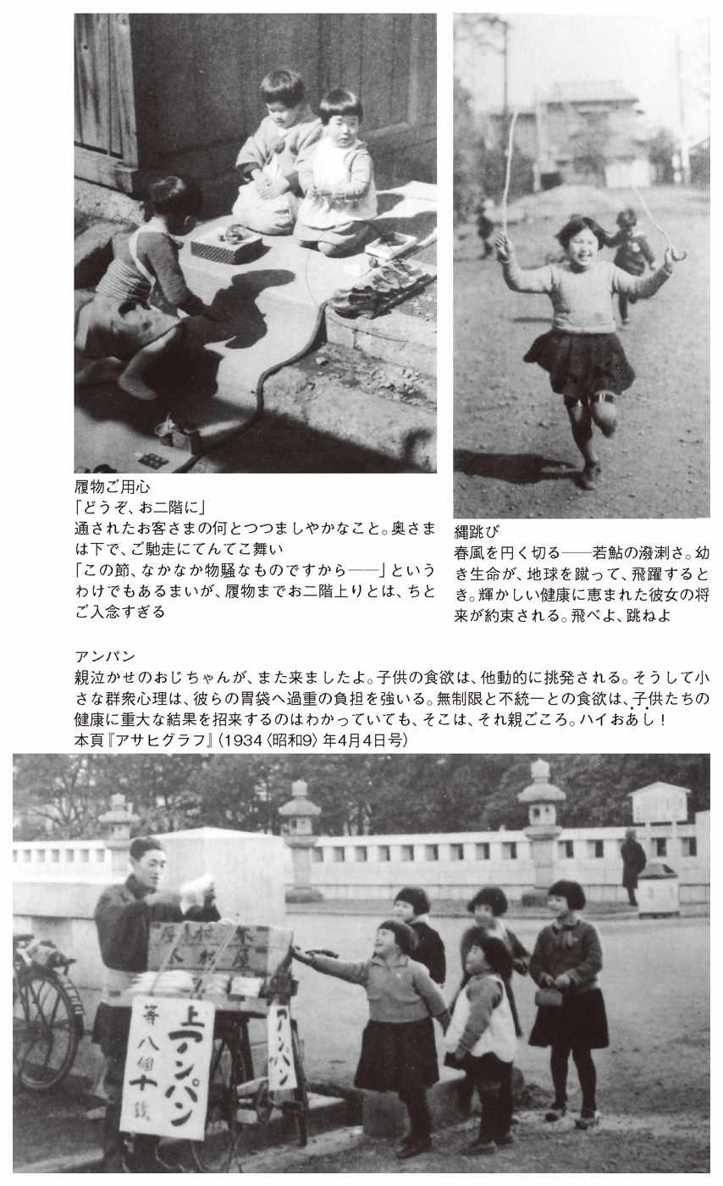 履物ご用心
「どうぞ、お二階に」
通されたお客さまの何とつつましやかなこと。奥さま
は下で、ご馳走にてんてこ舞い
「この節、なかなか物騒なものですから――」という
わけでもあるまいが、履物までお二階上りとは、ちと
ご入念すぎる
縄跳び
春風を円く切る――若鮎の潑溂さ。幼
き生命が、地球を蹴って、飛躍すると
き。輝かしい健康に恵まれた彼女の将
来が約束される。飛べよ、跳ねよ
アンパン
親泣かせのおじちゃんが、また来ましたよ。子供の食欲は、他動的に挑発される。そうして小
さな群衆心理は、彼らの胃袋へ過重の負担を強いる。無制限と不統一との食欲は、子供たちの
健康に重大な結果を招来するのはわかっていても、そこは、それ親ごころ。ハイおあし！
本頁『アサヒグラフ』（1934〈昭和9〉年4月4日号）
上アンパン
八個十銭
アンパン